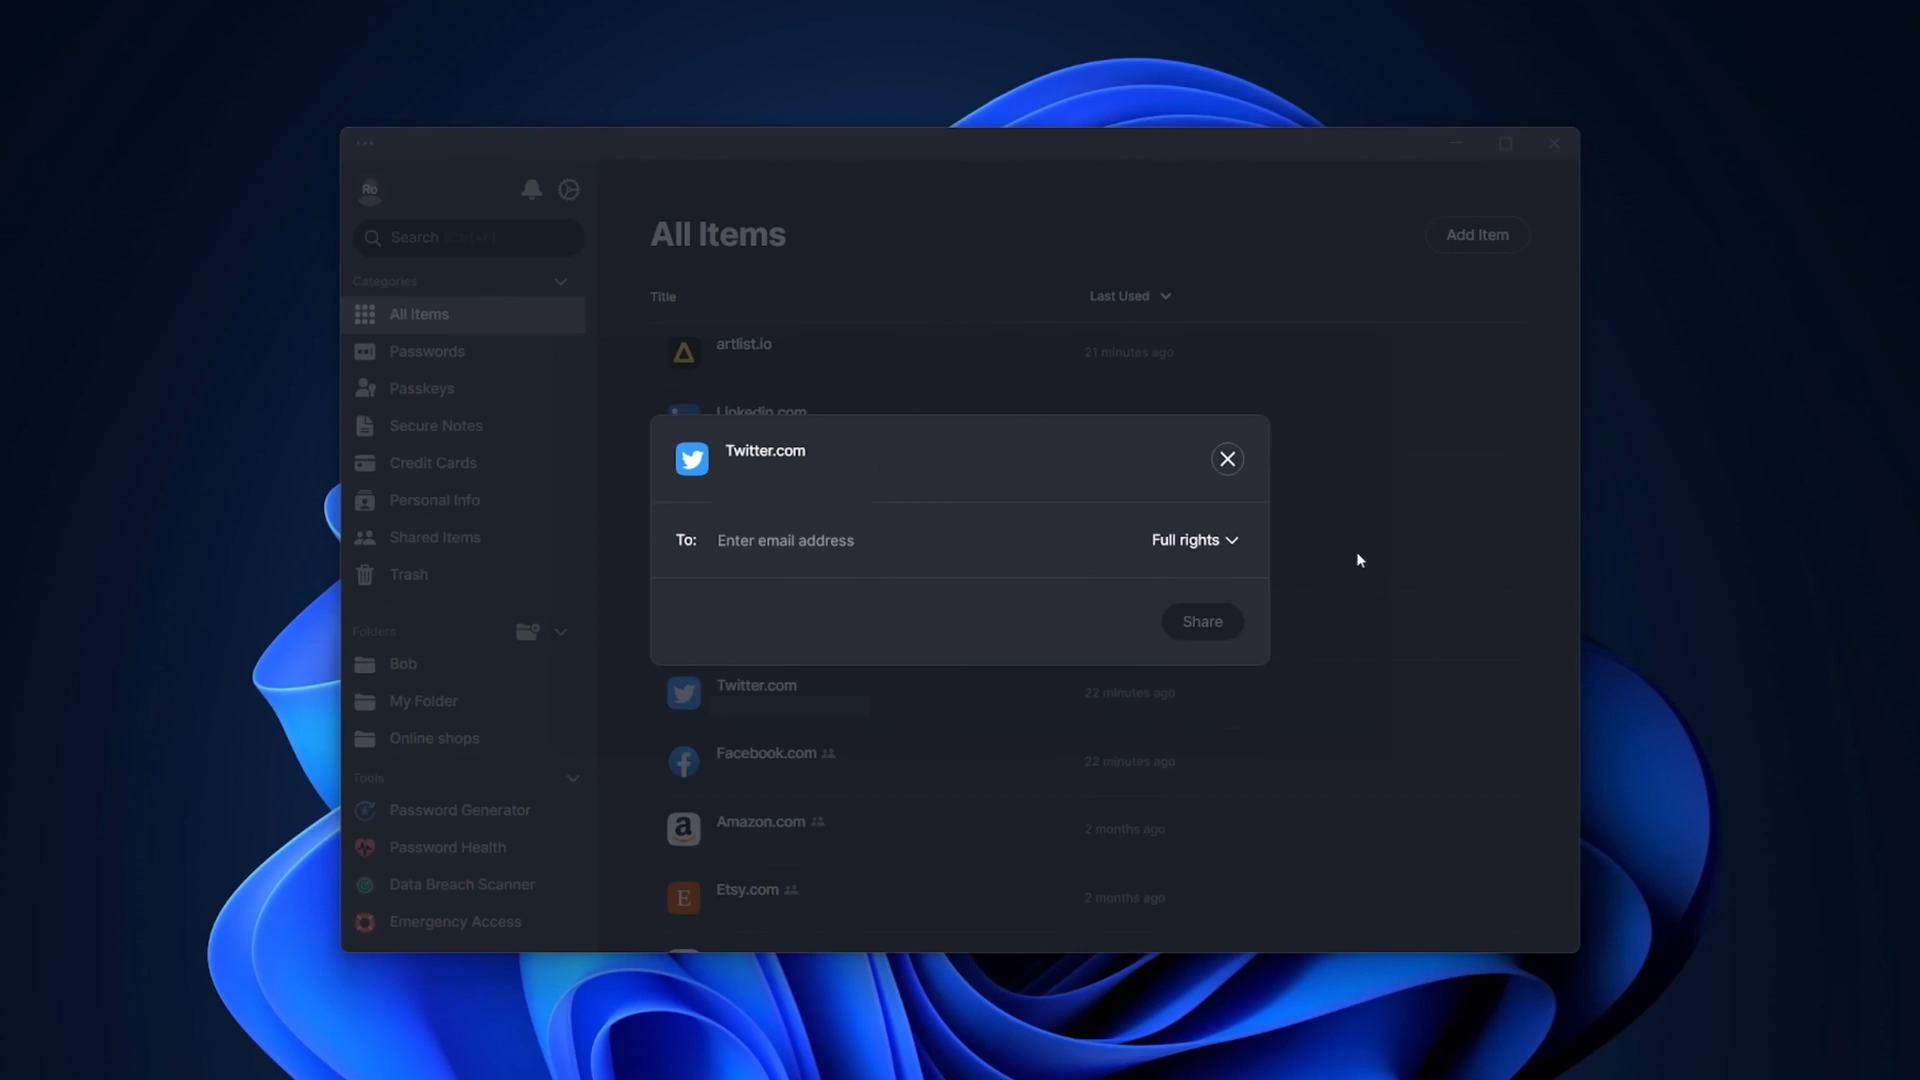 Ro
Search (Ctrl+F)
Categories
All Items
Passwords
Passkeys
Secure Notes
Credit Cards
Personal Info
Shared Items
Trash
Folders
Bob
My Folder
Online shops
Tools
Password Generator
Password Health
Data Breach Scanner
Emergency Access
All Items
Add Item
Title
Last Used
artlist.io
21 minutes ago
Linkedin.com
Twitter.com
To: Enter email address
Full rights
Share
Twitter.com
22 minutes ago
Facebook.com
22 minutes ago
a
Amazon.com
2 months ago
E
Etsy.com
2 months ago